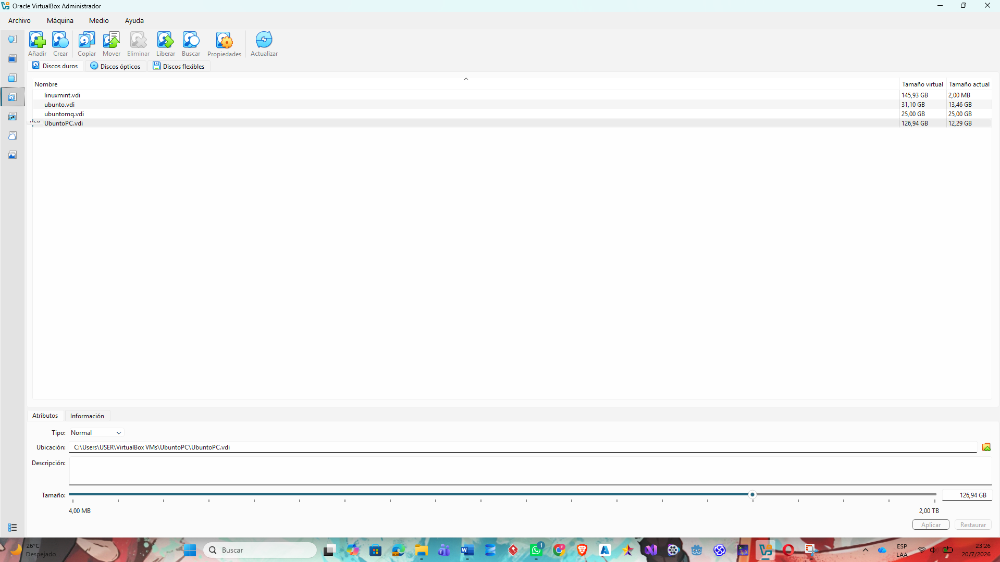 Oracle VirtualBox Administrador
Archivo Máquina Medio Ayuda
Añadir Crear Copiar Mover Eliminar Liberar Buscar Propiedades Actualizar
Discos duros Discos ópticos Discos flexibles
Nombre Tamaño virtual Tamaño actual
linuxmint.vdi 145,93 GB 2,00 MB
ubunto.vdi 31,10 GB 13,46 GB
ubuntomq.vdi 25,00 GB 25,00 GB
UbuntoPC.vdi 126,94 GB 12,29 GB
Atributos Información
Tipo: Normal
Ubicación: C:\Users\USER\VirtualBox VMs\UbuntoPC\UbuntoPC.vdi
Descripción:
Tamaño: 126,94 GB
4,00 MB 2,00 TB
Aplicar Restaurar
26°C
Despejado
Buscar
1
ESP
LAA
23:26
20/7/2026